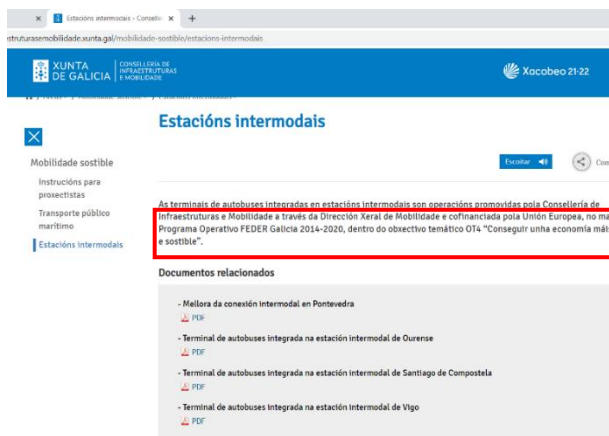 Estacións intermodais - Consellerí
estruturasemobilidade.xunta.gal/mobilidade-sostible/estacions-intermodais
XUNTA DE GALICIA
CONSELLERÍA DE INFRAESTRUTURAS E MOBILIDADE
Xacobeo 21·22
Estacións intermodais
Escoitar
Com
Mobilidade sostible
Instrucións para
proxectistas
Transporte público
marítimo
Estacións intermodais
As terminais de autobuses integradas en estacións intermodais son operacións promovidas pola Consellería de
Infraestruturas e Mobilidade a través da Dirección Xeral de Mobilidade e cofinanciada pola Unión Europea, no ma
Programa Operativo FEDER Galicia 2014-2020, dentro do obxectivo temático OT4 "Conseguir unha economía mái
e sostible".
Documentos relacionados
- Mellora da conexión intermodal en Pontevedra
PDF
- Terminal de autobuses integrada na estación intermodal de Ourense
PDF
- Terminal de autobuses integrada na estación intermodal de Santiago de Compostela
PDF
- Terminal de autobuses integrada na estación intermodal de Vigo
PDF